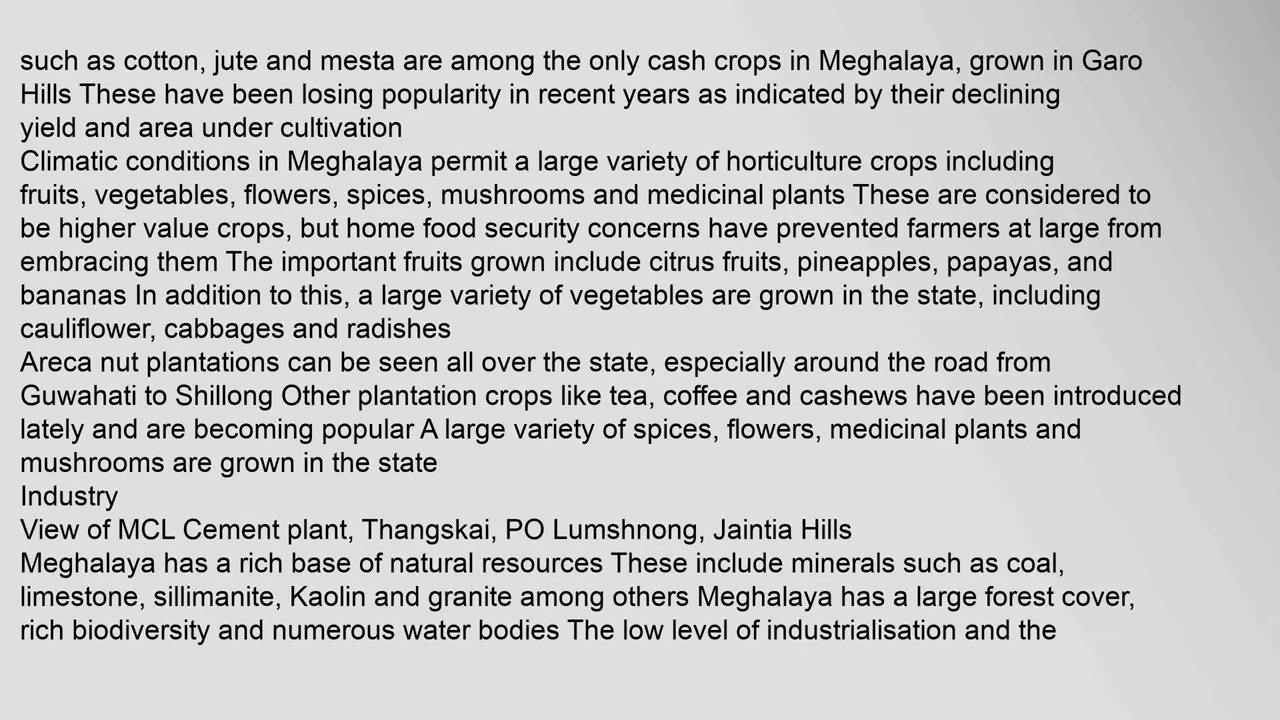 such as cotton, jute and mesta are among the only cash crops in Meghalaya, grown in Garo
Hills These have been losing popularity in recent years as indicated by their declining
yield and area under cultivation
Climatic conditions in Meghalaya permit a large variety of horticulture crops including
fruits, vegetables, flowers, spices, mushrooms and medicinal plants These are considered to
be higher value crops, but home food security concerns have prevented farmers at large from
embracing them The important fruits grown include citrus fruits, pineapples, papayas, and
bananas In addition to this, a large variety of vegetables are grown in the state, including
cauliflower, cabbages and radishes
Areca nut plantations can be seen all over the state, especially around the road from
Guwahati to Shillong Other plantation crops like tea, coffee and cashews have been introduced
lately and are becoming popular A large variety of spices, flowers, medicinal plants and
mushrooms are grown in the state
Industry
View of MCL Cement plant, Thangskai, PO Lumshnong, Jaintia Hills
Meghalaya has a rich base of natural resources These include minerals such as coal,
limestone, sillimanite, Kaolin and granite among others Meghalaya has a large forest cover,
rich biodiversity and numerous water bodies The low level of industrialisation and the